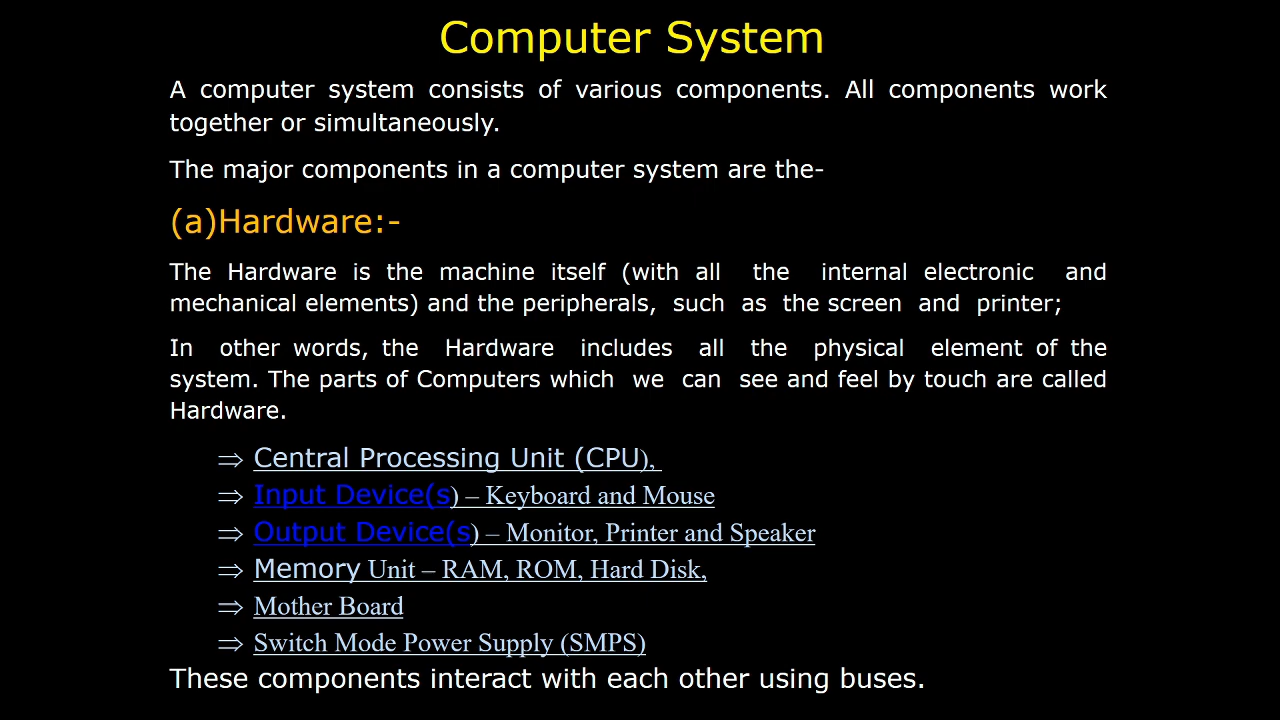 Computer System
A computer system consists of various components. All components work
together or simultaneously.
The major components in a computer system are the-
(a)Hardware:-
The Hardware is the machine itself (with all the internal electronic and
mechanical elements) and the peripherals, such as the screen and printer;
In other words, the Hardware includes all the physical element of the
system. The parts of Computers which we can see and feel by touch are called
Hardware.
⇒ Central Processing Unit (CPU),
⇒ Input Device(s) – Keyboard and Mouse
⇒ Output Device(s) – Monitor, Printer and Speaker
⇒ Memory Unit – RAM, ROM, Hard Disk,
⇒ Mother Board
⇒ Switch Mode Power Supply (SMPS)
These components interact with each other using buses.